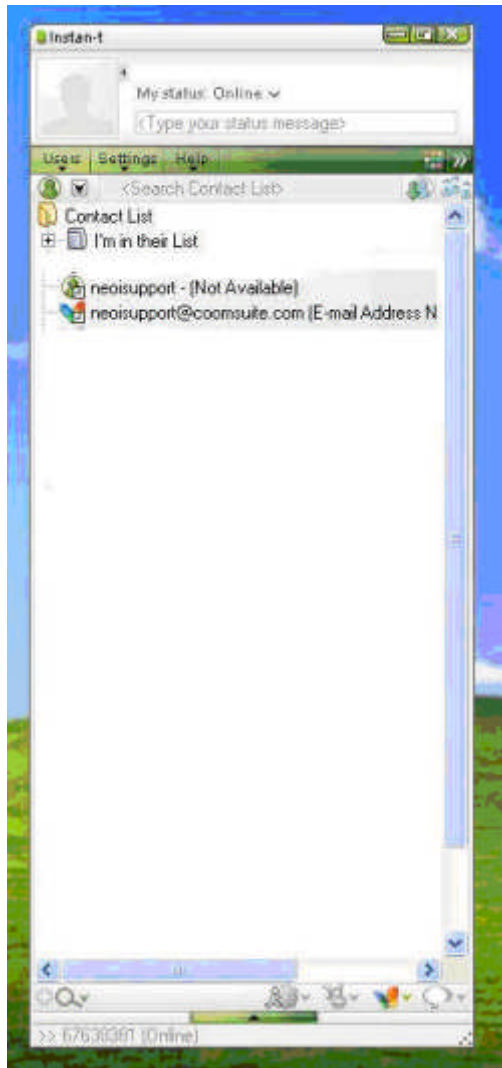 Instan-t
My status: Online
<Type your status message>
Users Settings Help
<Search Contact List>
Contact List
I'm in their List
neoisupport - (Not Available)
neoisupport@coomsuite.com (E-mail Address N
>> 67638381 (Online)